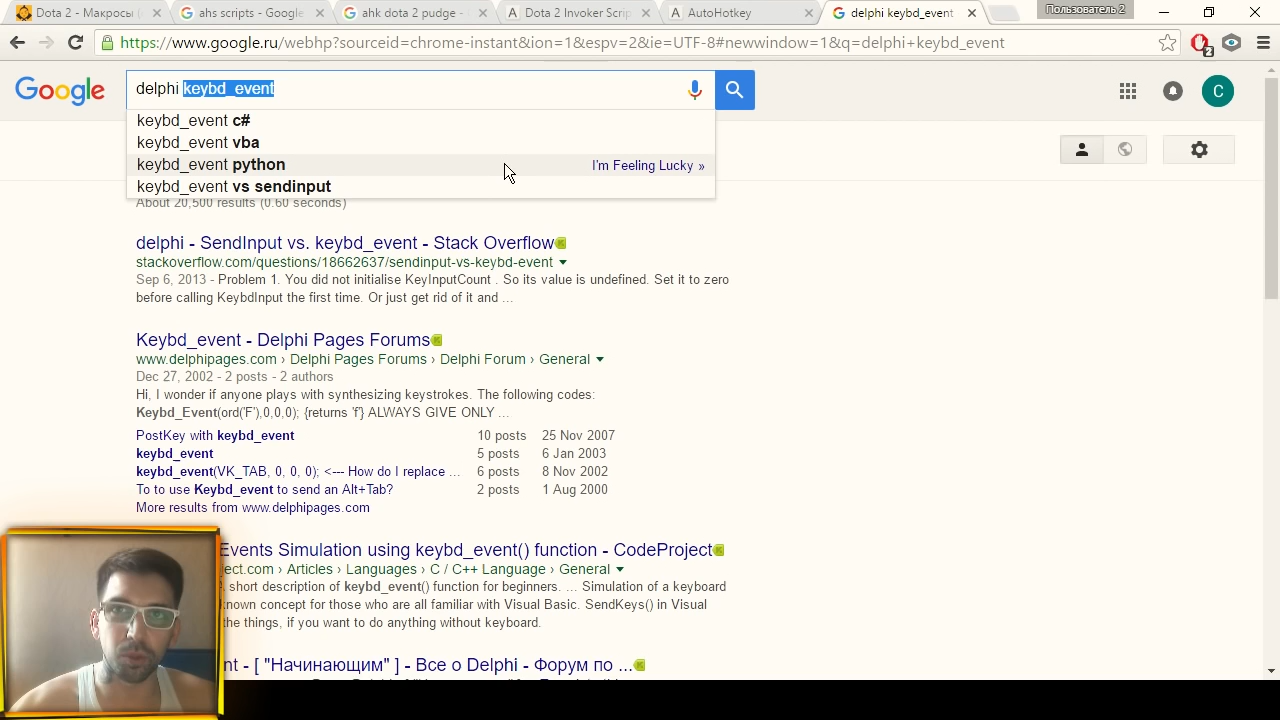 Dota 2 - Макросы (
ahs scripts - Google
ahk dota 2 pudge -
Dota 2 Invoker Scrip
AutoHotkey
delphi keybd_event
Пользователь 2
https://www.google.ru/webhp?sourceid=chrome-instant&ion=1&espv=2&ie=UTF-8#newwindow=1&q=delphi+keybd_event
2
Google
delphi keybd_event
C
keybd_event c#
keybd_event vba
keybd_event python
I'm Feeling Lucky »
keybd_event vs sendinput
About 20,500 results (0.60 seconds)
delphi - SendInput vs. keybd_event - Stack Overflow
stackoverflow.com/questions/18662637/sendinput-vs-keybd-event
Sep 6, 2013 - Problem 1. You did not initialise KeyInputCount . So its value is undefined. Set it to zero
before calling KeybdInput the first time. Or just get rid of it and ...
Keybd_event - Delphi Pages Forums
www.delphipages.com › Delphi Pages Forums › Delphi Forum › General
Dec 27, 2002 - 2 posts - 2 authors
Hi, I wonder if anyone plays with synthesizing keystrokes. The following codes:
Keybd_Event(ord('F'),0,0,0); {returns 'f'} ALWAYS GIVE ONLY ...
PostKey with keybd_event 10 posts 25 Nov 2007
keybd_event 5 posts 6 Jan 2003
keybd_event(VK_TAB, 0, 0, 0); <--- How do I replace ... 6 posts 8 Nov 2002
To to use Keybd_event to send an Alt+Tab? 2 posts 1 Aug 2000
More results from www.delphipages.com
Events Simulation using keybd_event() function - CodeProject
ject.com › Articles › Languages › C / C++ Language › General
short description of keybd_event() function for beginners. ... Simulation of a keyboard
nown concept for those who are all familiar with Visual Basic. SendKeys() in Visual
the things, if you want to do anything without keyboard.
nt - [ "Начинающим" ] - Все о Delphi - Форум по ...